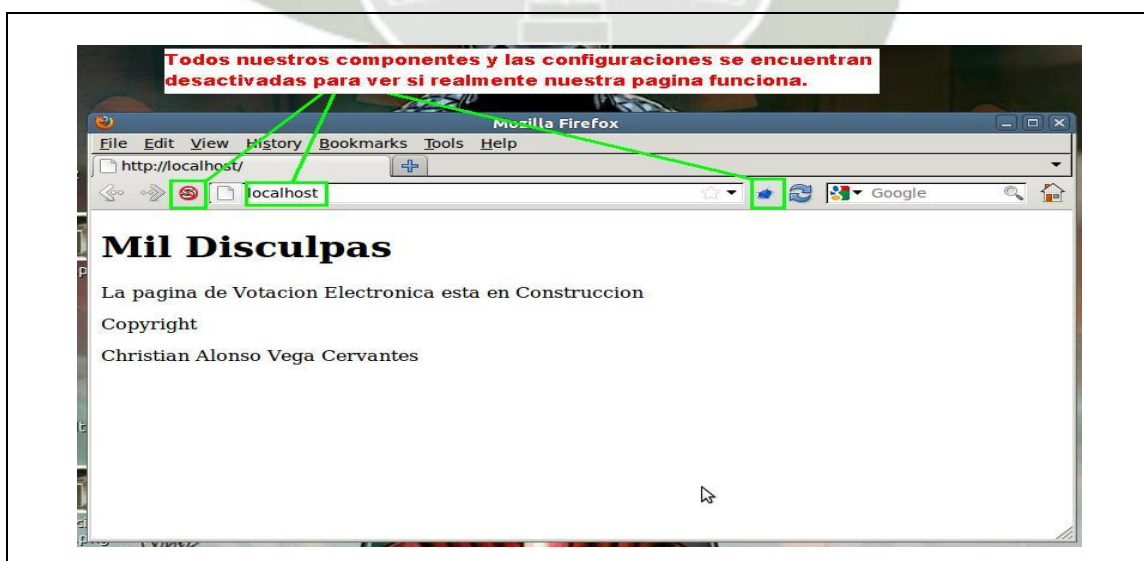 Todos nuestros componentes y las configuraciones se encuentran
desactivadas para ver si realmente nuestra pagina funciona.
Mozilla Firefox
File Edit View History Bookmarks Tools Help
http://localhost/
localhost
Google
Mil Disculpas
La pagina de Votacion Electronica esta en Construccion
Copyright
Christian Alonso Vega Cervantes